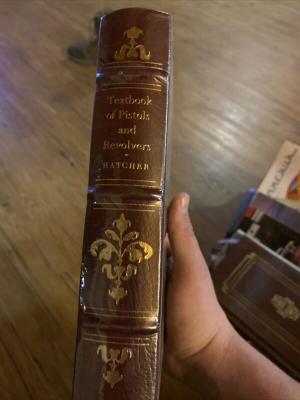 Textbook
of Pistols
and
Revolvers
HATCHER